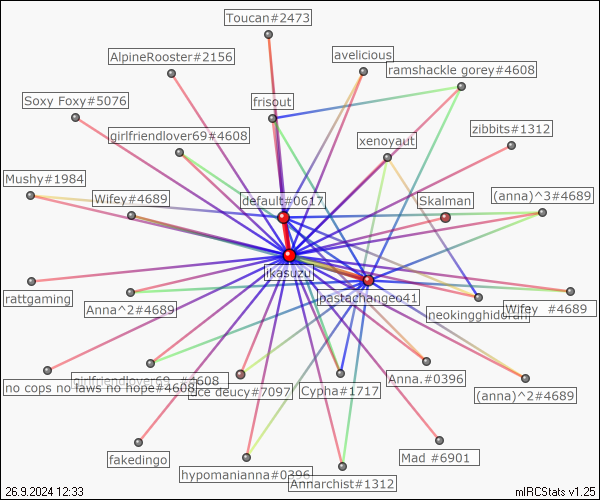 Toucan#2473
AlpineRooster#2156
avelicious
ramshackle gorey#4608
Soxy Foxy#5076
frisout
girlfriendlover69#4608
xenoyaut
zibbits#1312
Mushy#1984
Wifey#4689
default#0617
Skalman
(anna)^3#4689
ikasuzu
rattgaming
Anna^2#4689
pastachangeo41
neokingghidorah
Wifey #4689
girlfriendlover69 #4608
no cops no laws no hope#4608
deucy#7097
Cypha#1717
Anna.#0396
(anna)^2#4689
fakedingo
hypomanianna#0396
Annarchist#1312
Mad #6901
26.9.2024 12:33
mIRCStats v1.25